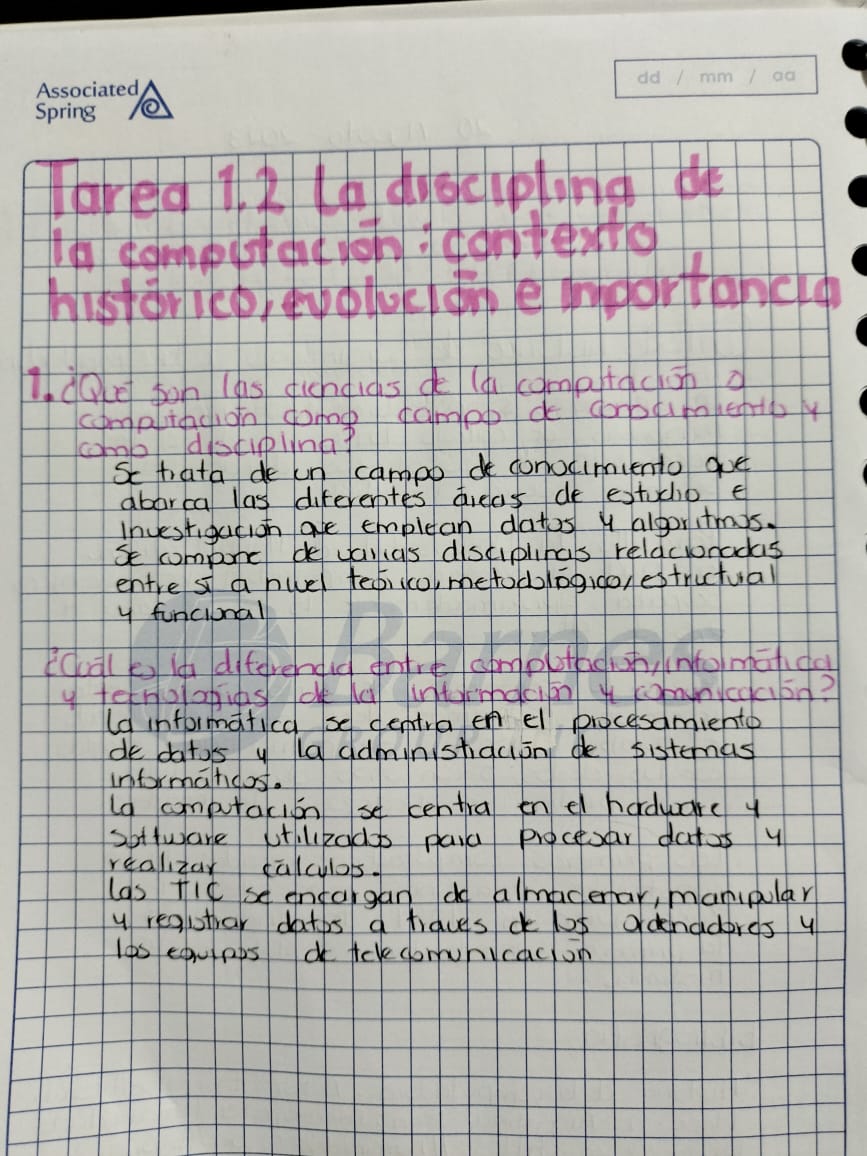 Associated
Spring
dd / mm / aa
Tarea 1.2 La disciplina de
la computación: contexto
histórico, evolución e importancia
1. ¿Qué son las ciencias de la computación o
computación como campo de conocimiento y
como disciplina?
Se trata de un campo de conocimiento que
abarca las diferentes áreas de estudio e
investigación que emplean datos y algoritmos.
Se compone de varias disciplinas relacionadas
entre sí a nivel teórico, metodológico, estructural
y funcional
¿Cuál es la diferencia entre computación, informática
y tecnologías de la información y comunicación?
La informática se centra en el procesamiento
de datos y la administración de sistemas
informáticos.
La computación se centra en el hardware y
software utilizados para procesar datos y
realizar cálculos.
Las TIC se encargan de almacenar, manipular
y registrar datos a traves de los ordenadores y
los equipos de telecomunicación
Barnes